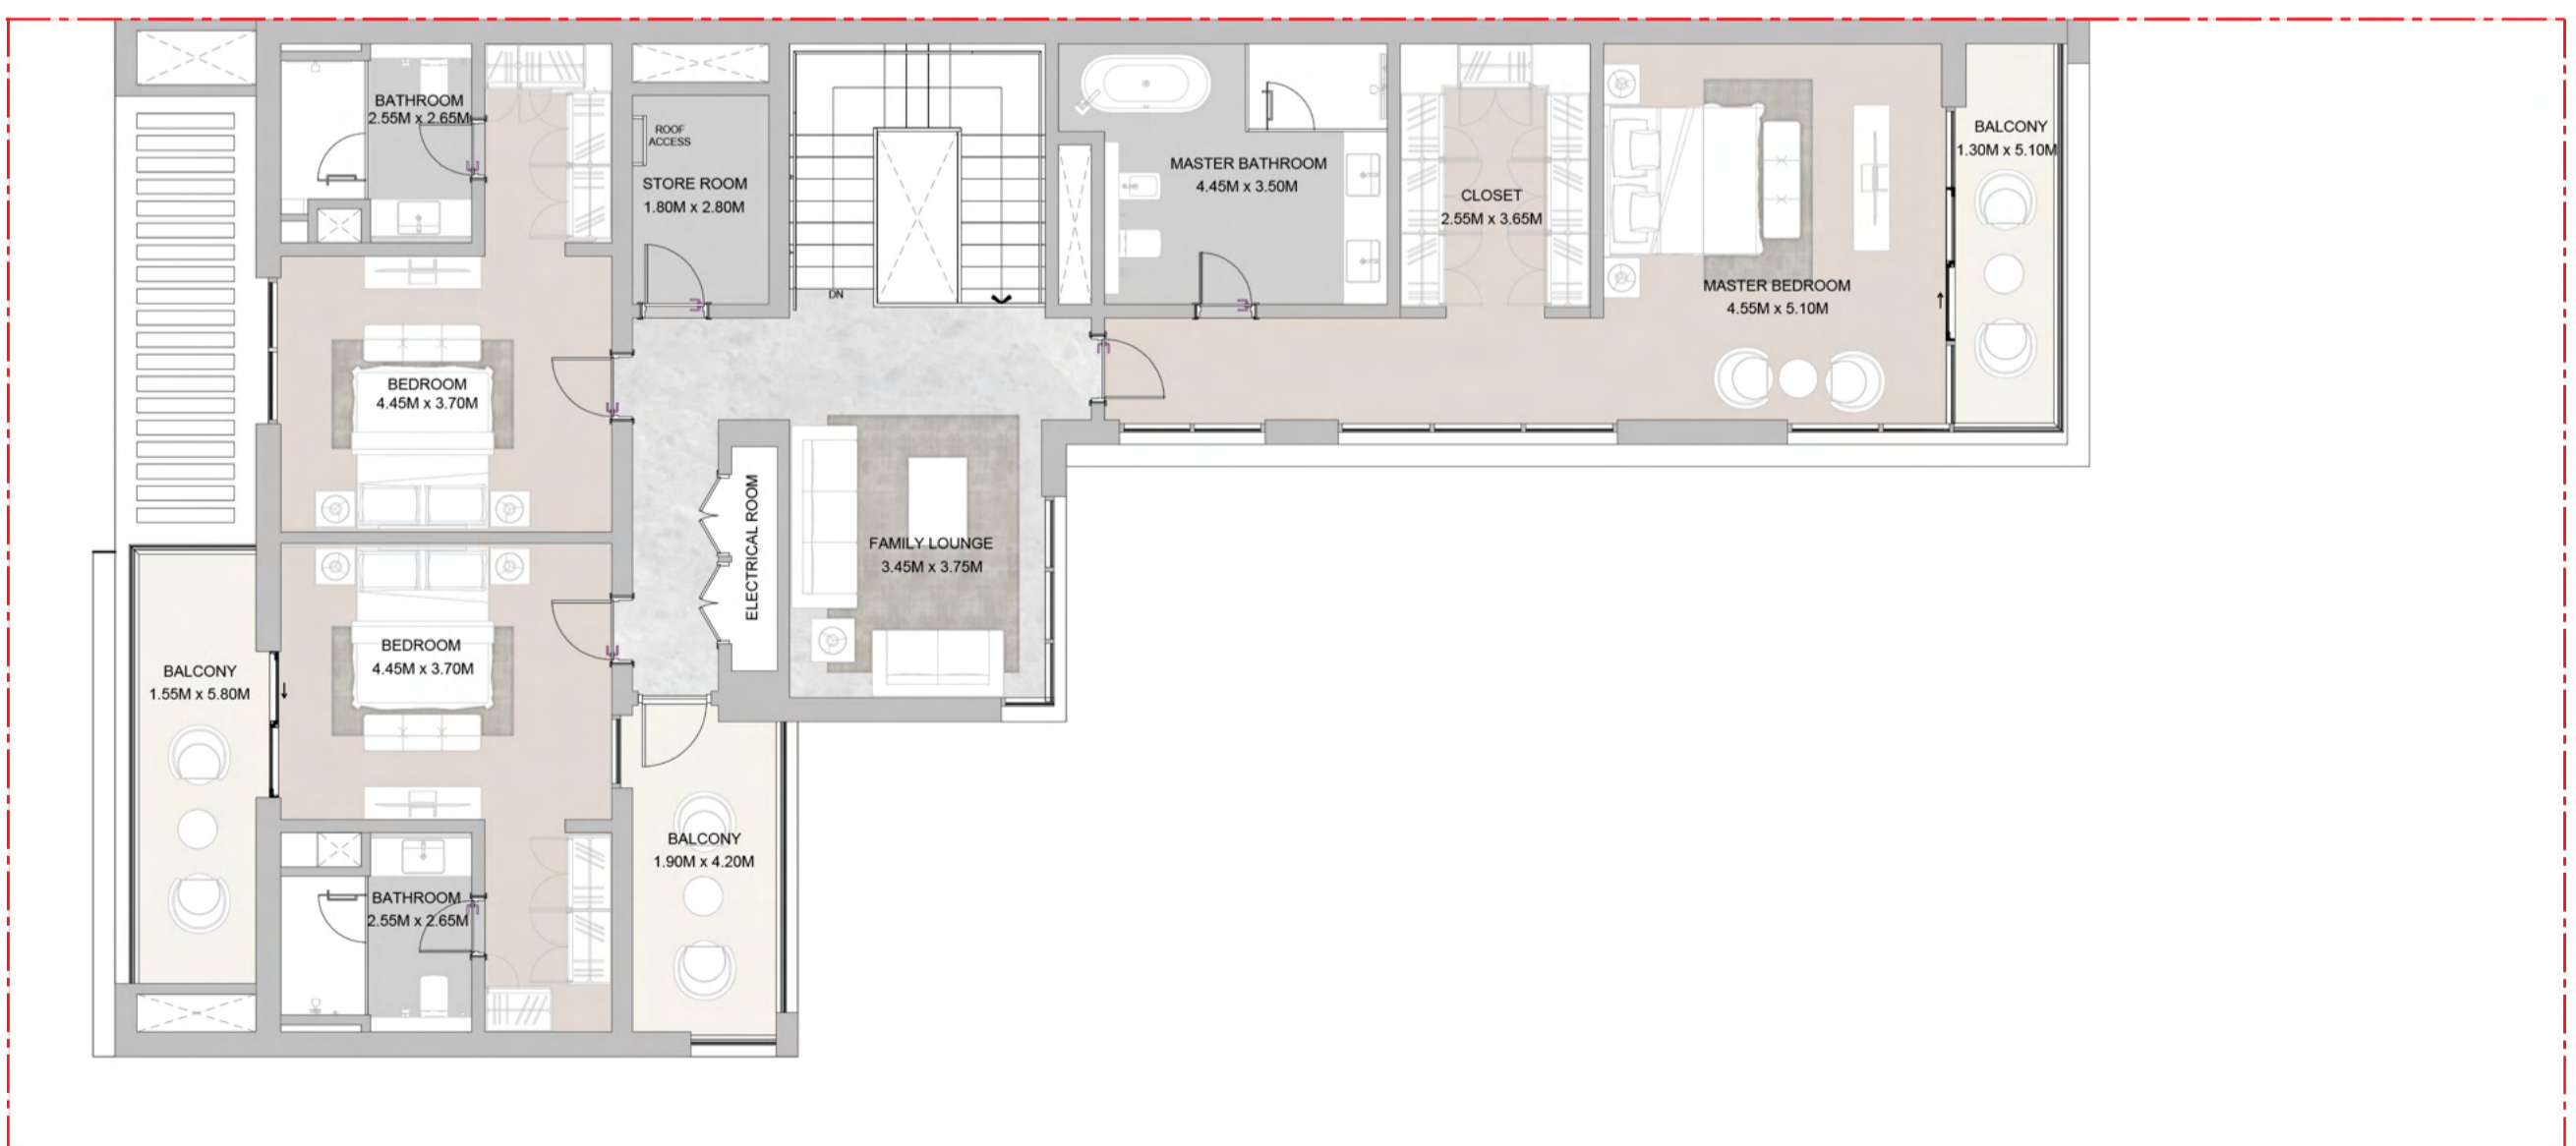 BATHROOM
2.55M x 2.65M
ROOF
ACCESS
STORE ROOM
1.80M x 2.80M
DN
MASTER BATHROOM
4.45M x 3.50M
CLOSET
2.55M x 3.65M
MASTER BEDROOM
4.55M x 5.10M
BALCONY
1.30M x 5.10M
BEDROOM
4.45M x 3.70M
ELECTRICAL ROOM
FAMILY LOUNGE
3.45M x 3.75M
BALCONY
1.55M x 5.80M
BEDROOM
4.45M x 3.70M
BATHROOM
2.55M x 2.65M
BALCONY
1.90M x 4.20M